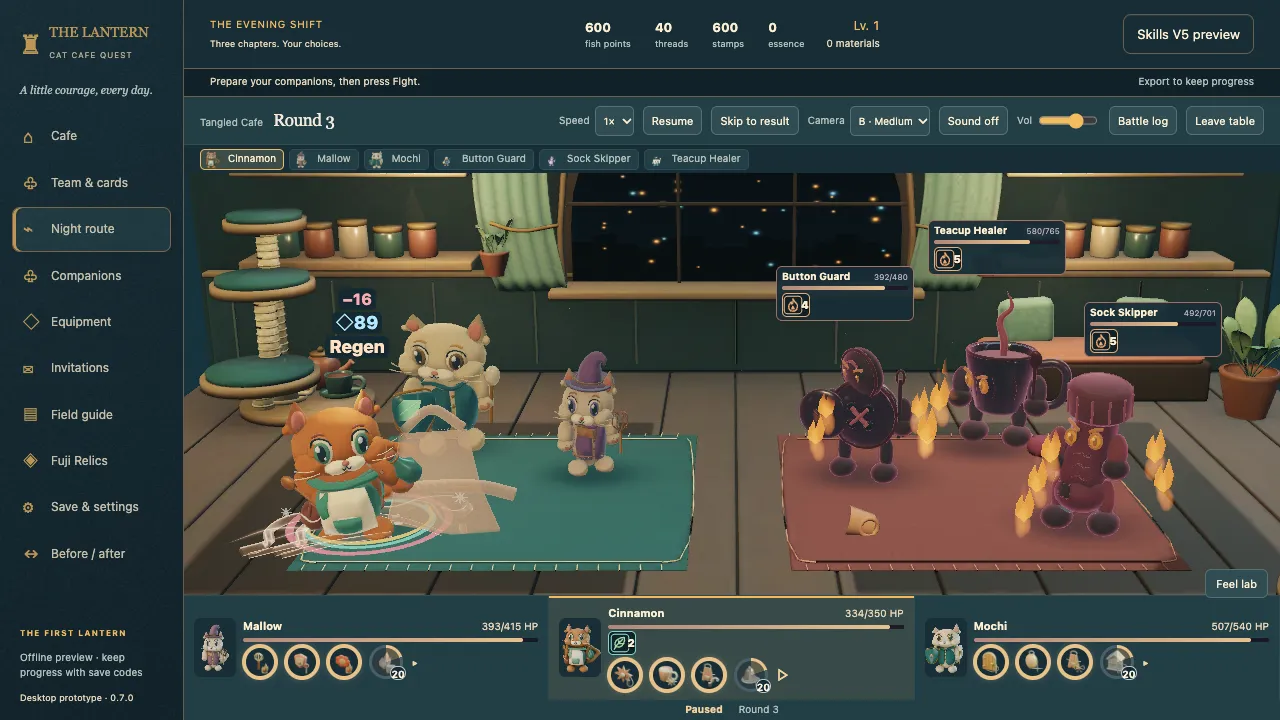 THE LANTERN
CAT CAFE QUEST
A little courage, every day.
Cafe
Team & cards
Night route
Companions
Equipment
Invitations
Field guide
Fuji Relics
Save & settings
Before / after
THE FIRST LANTERN
Offline preview · keep
progress with save codes
Desktop prototype · 0.7.0
THE EVENING SHIFT
Three chapters. Your choices.
600
fish points
40
threads
600
stamps
0
essence
Lv. 1
0 materials
Skills V5 preview
Prepare your companions, then press Fight.
Export to keep progress
Tangled Cafe
Round 3
Speed
1x
Resume
Skip to result
Camera
B · Medium
Sound off
Vol
Battle log
Leave table
Cinnamon
Mallow
Mochi
Button Guard
Sock Skipper
Teacup Healer
Teacup Healer
580/765
5
Button Guard
392/480
4
Sock Skipper
492/701
5
−16
89
Regen
Feel lab
Mallow
393/415 HP
20
Cinnamon
334/350 HP
2
20
Mochi
507/540 HP
20
Paused
Round 3